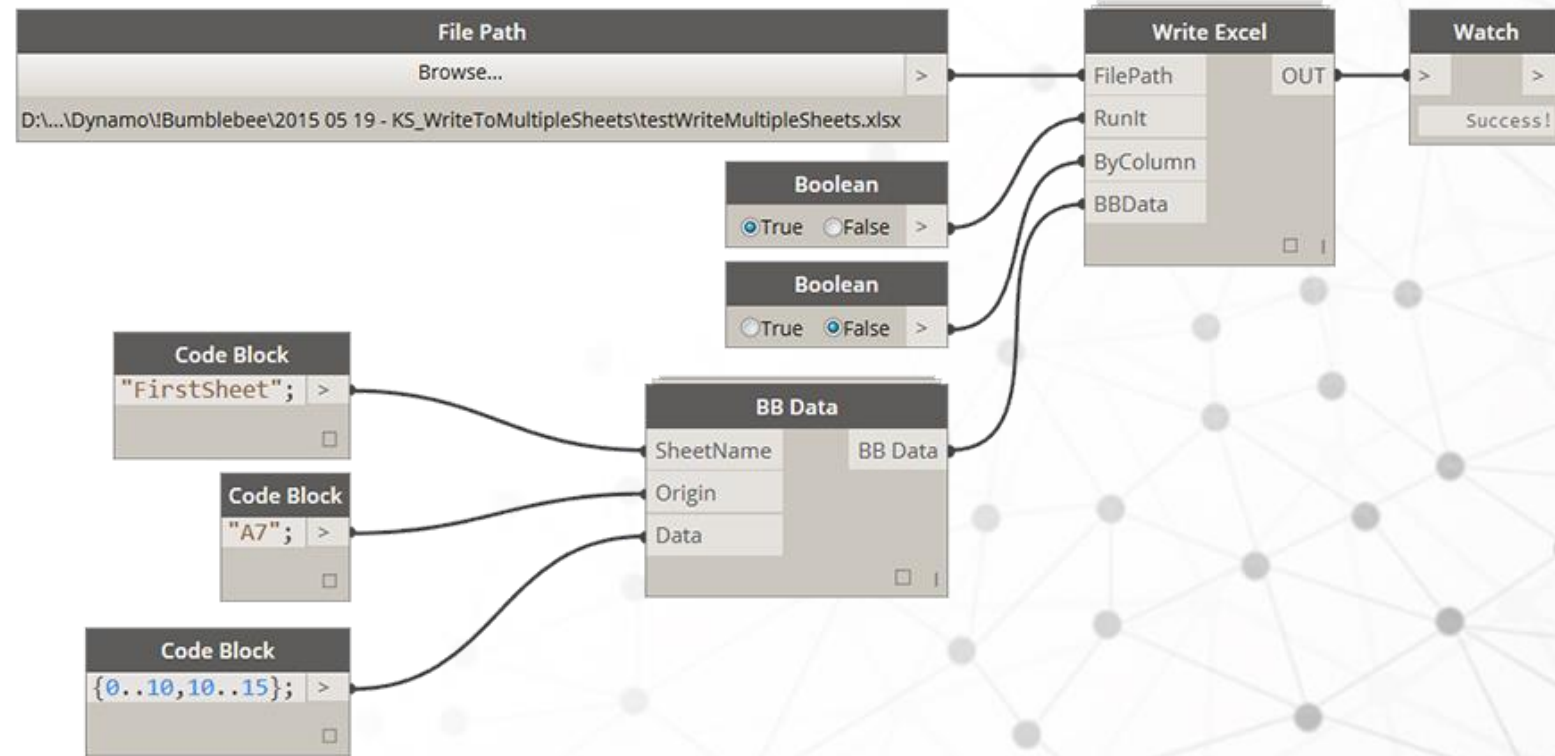 File Path
Browse...
>
D:\...\Dynamo\!Bumblebee\2015 05 19 - KS_WriteToMultipleSheets\testWriteMultipleSheets.xlsx
Write Excel
FilePath
OUT
RunIt
ByColumn
BBData
Watch
>
>
Success!
Boolean
True
False
>
Boolean
True
False
>
Code Block
"FirstSheet";
>
Code Block
"A7";
>
Code Block
{0..10,10..15};
>
BB Data
SheetName
BB Data
Origin
Data